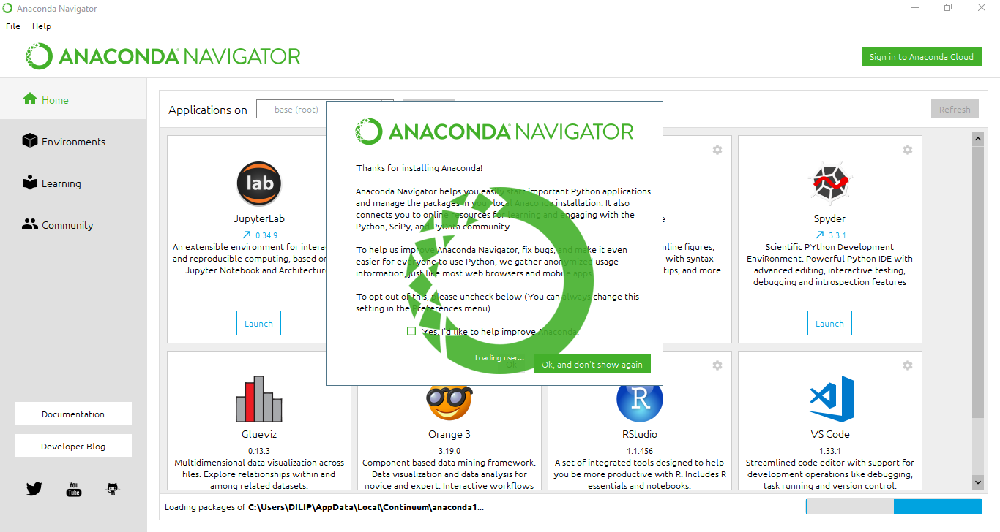 Anaconda Navigator
File Help
ANACONDA NAVIGATOR
Sign in to Anaconda Cloud
Home
Environments
Learning
Community
Documentation
Developer Blog
You
Tube
Applications on
base (root)
Refresh
lab
JupyterLab
0.34.9
An extensible environment for
and reproducible computing, based
Jupyter Notebook and
Launch
ANACONDA NAVIGATOR
Thanks for installing Anaconda!
Anaconda Navigator helps you easily start important Python applications
and manage the packages in your local Anaconda installation. It also
connects you to online resources for learning and engaging with the
Python, SciPy, and PyData community.
To help us improve Anaconda Navigator, fix bugs, and make it even
easier for everyone to use Python, we gather anonymized usage
information, just like most web browsers and mobile apps.
To opt out of this, please uncheck below (You can always change this
setting in the Preferences menu).
Yes, I'd like to help improve Anaconda.
Loading user...
Ok
Ok, and don't show again
figures,
with syntax
tips, and more.
Spyder
3.3.1
Scientific PYthon Development
EnviRonment. Powerful Python IDE with
advanced editing, interactive testing,
debugging and introspection features
Launch
Glueviz
0.13.3
Multidimensional data visualization across
files. Explore relationships within and
among related datasets.
Orange 3
3.19.0
Component based data mining framework.
Data visualization and data analysis for
novice and expert. Interactive workflows
R
RStudio
1.1.456
A set of integrated tools designed to help
you be more productive with R. Includes R
essentials and notebooks.
VS Code
1.33.1
Streamlined code editor with support for
development operations like debugging,
task running and version control.
Loading packages of C:\Users\DILIP\AppData\Local\Continuum\anaconda1...